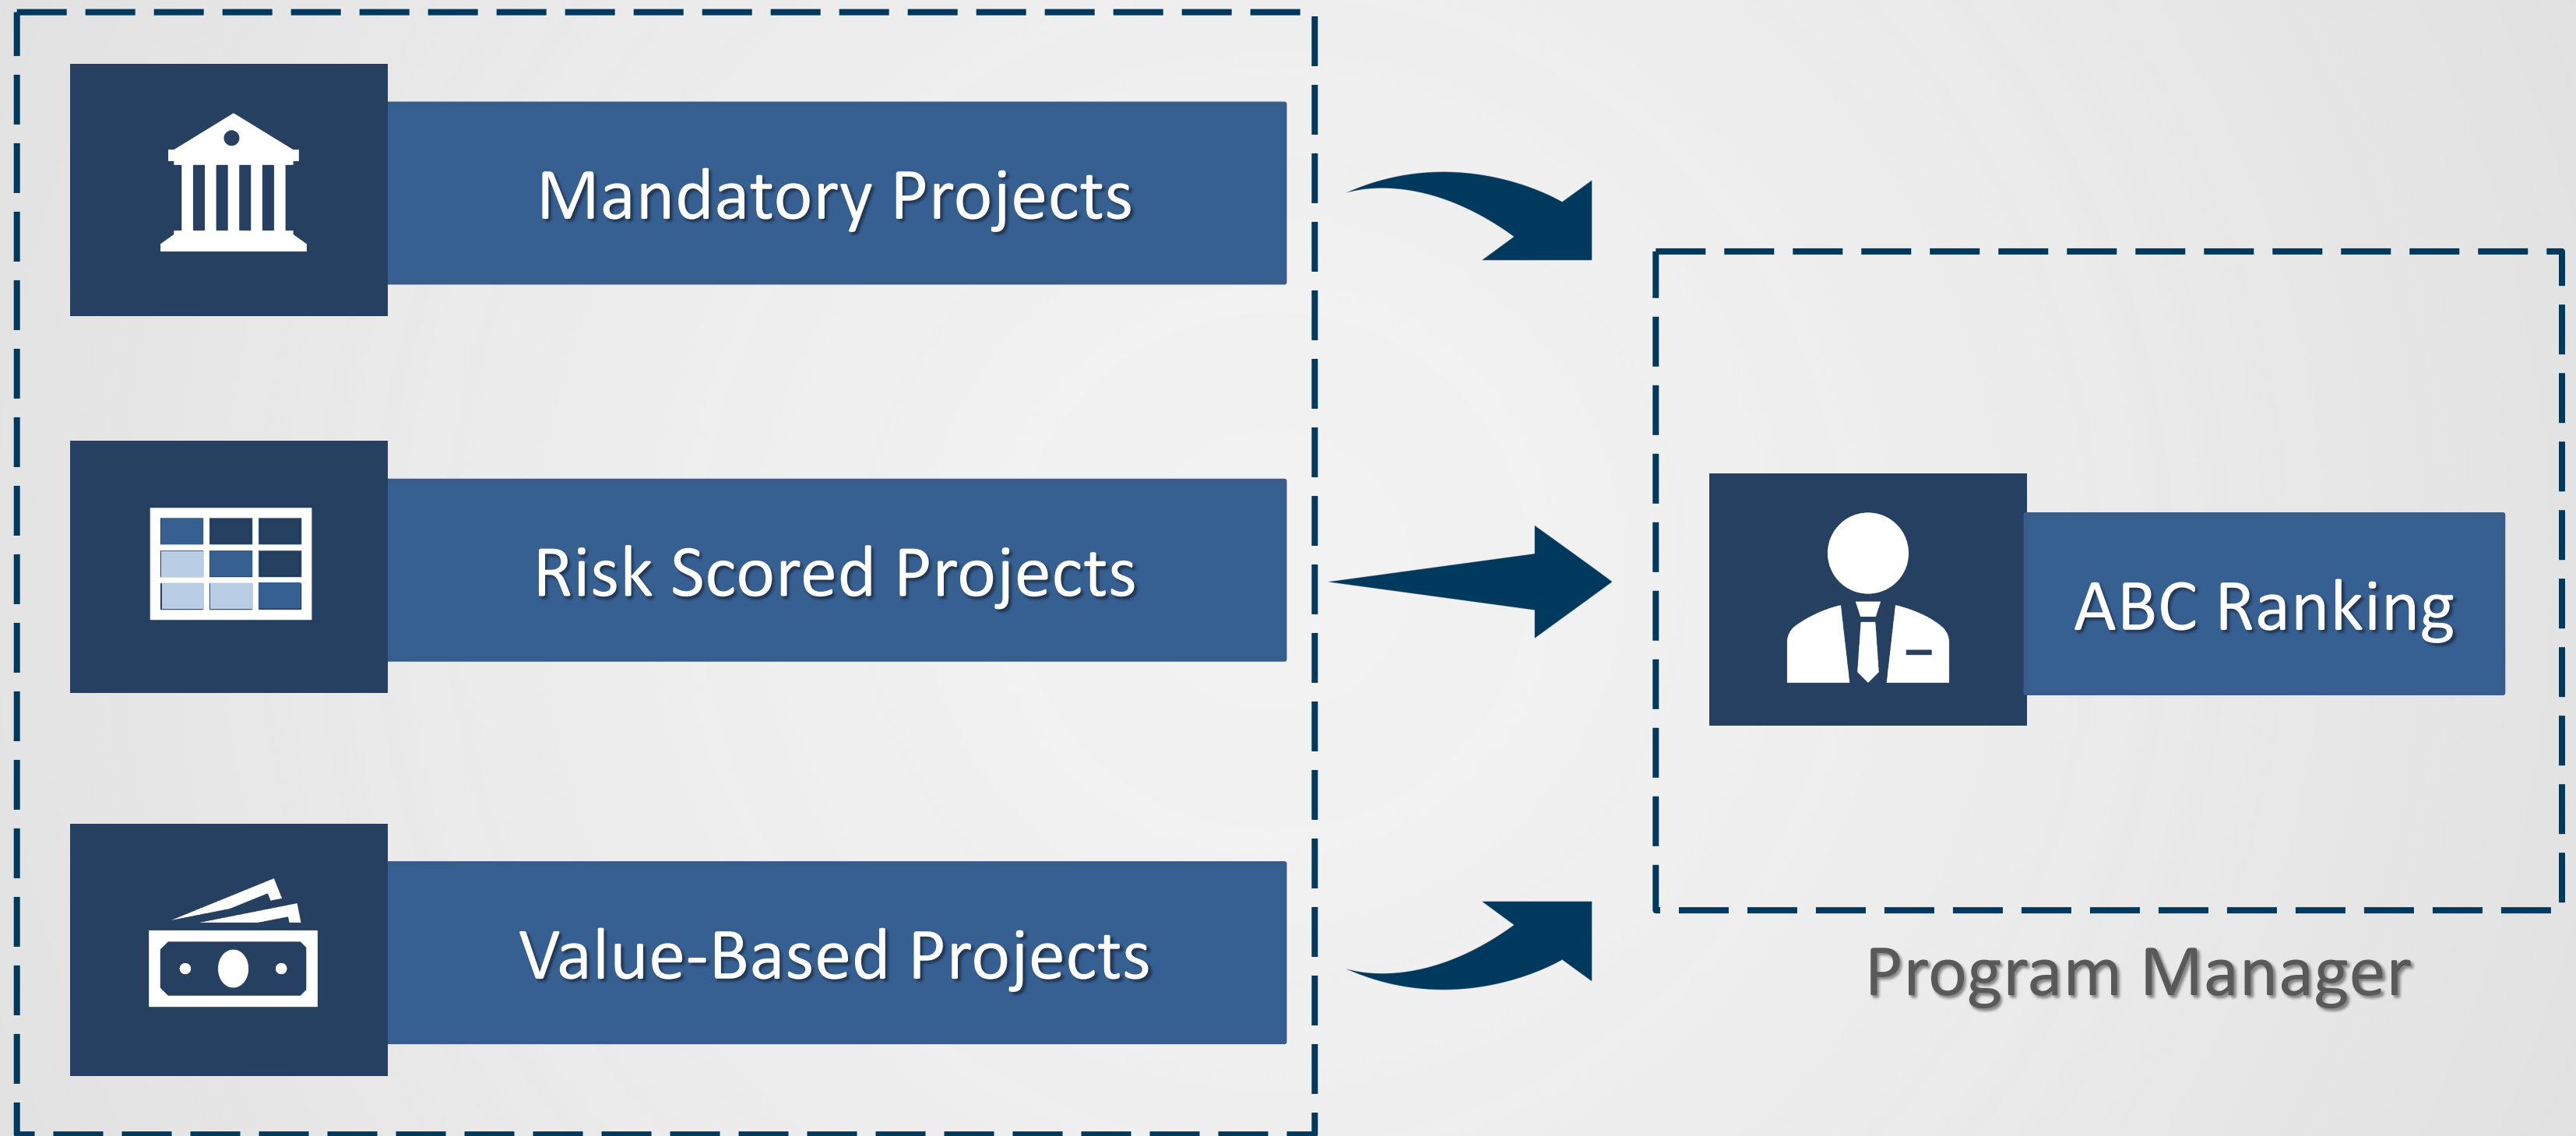 Mandatory Projects
Risk Scored Projects
Value-Based Projects
ABC Ranking
Program Manager